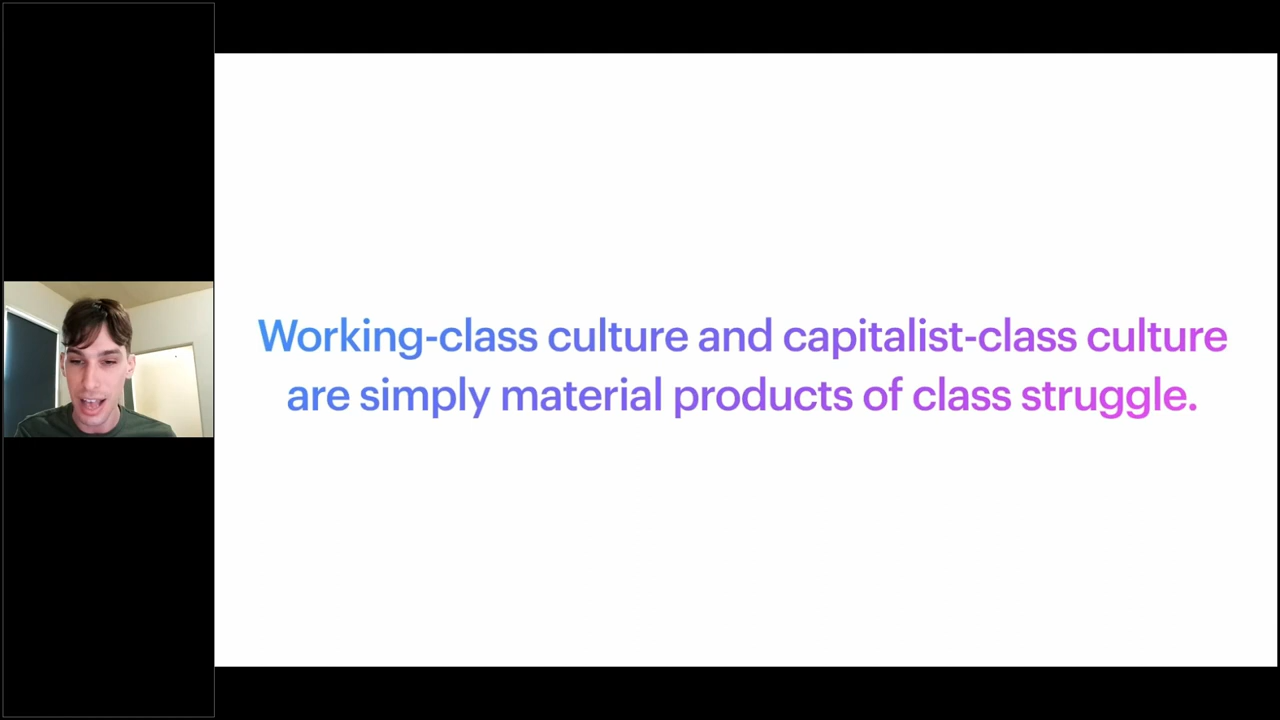 Working-class culture and capitalist-class culture
are simply material products of class struggle.